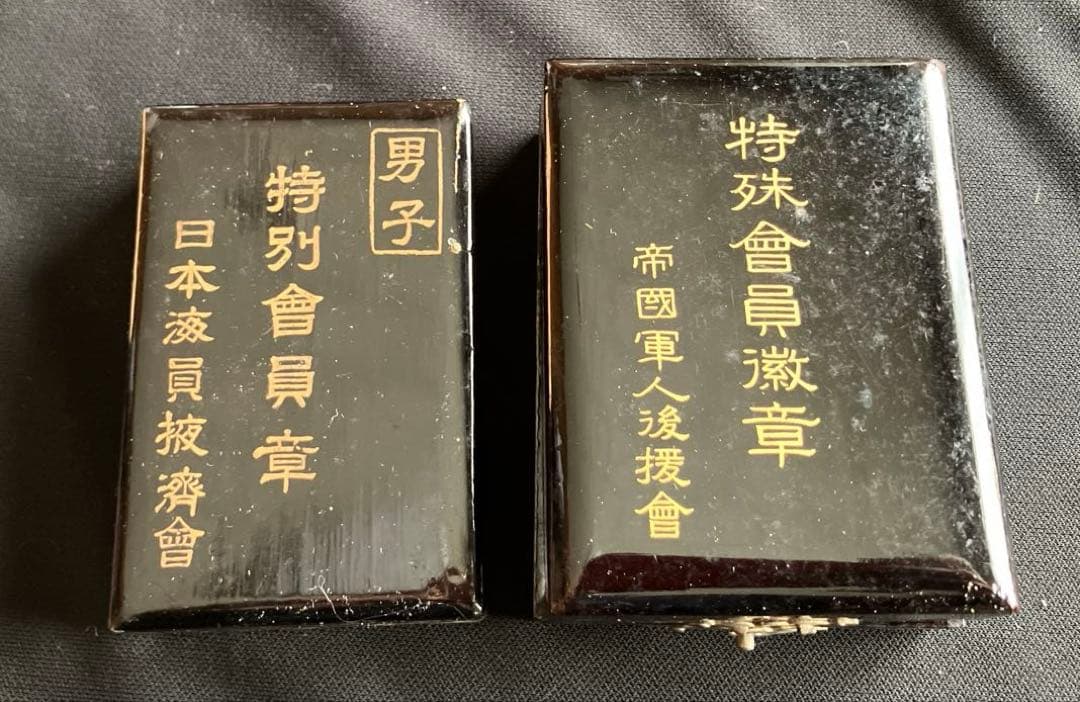 男子
特別會員章
日本海員掖濟會
特殊會員徽章
帝國軍人後援會